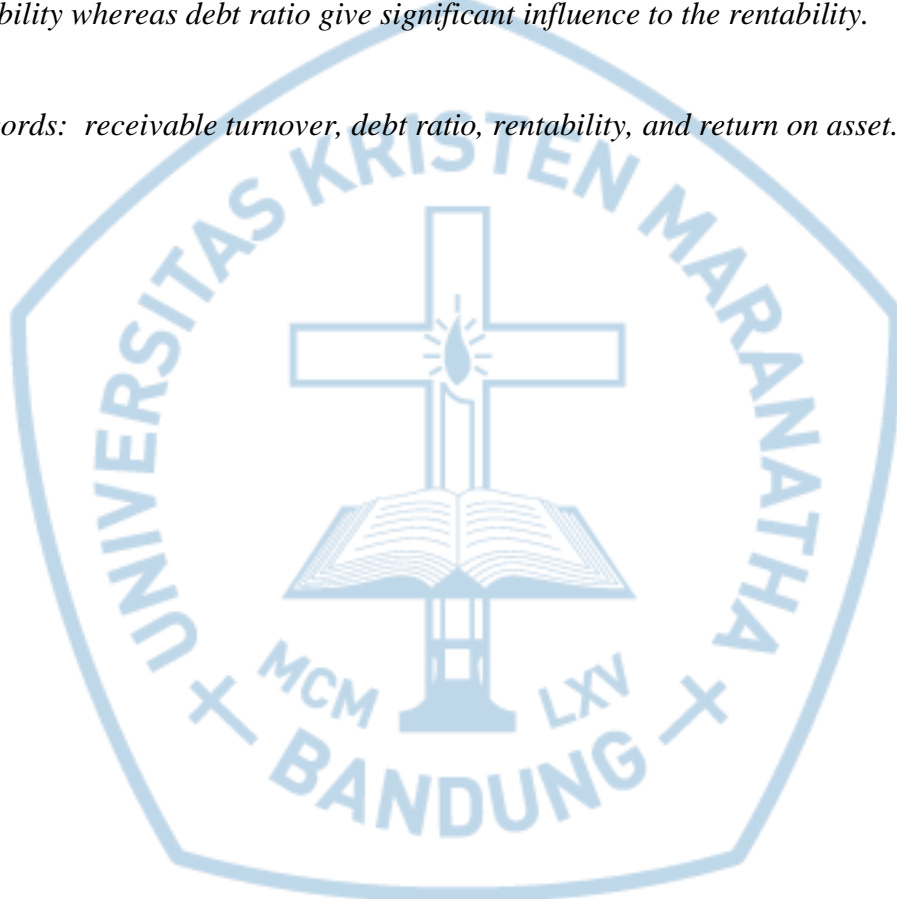 bility whereas debt ratio give significant influence to the rentability.
ords: receivable turnover, debt ratio, rentability, and return on asset.
UNIVERSITAS KRISTEN MARANATHA
MCM LXV
BANDUNG